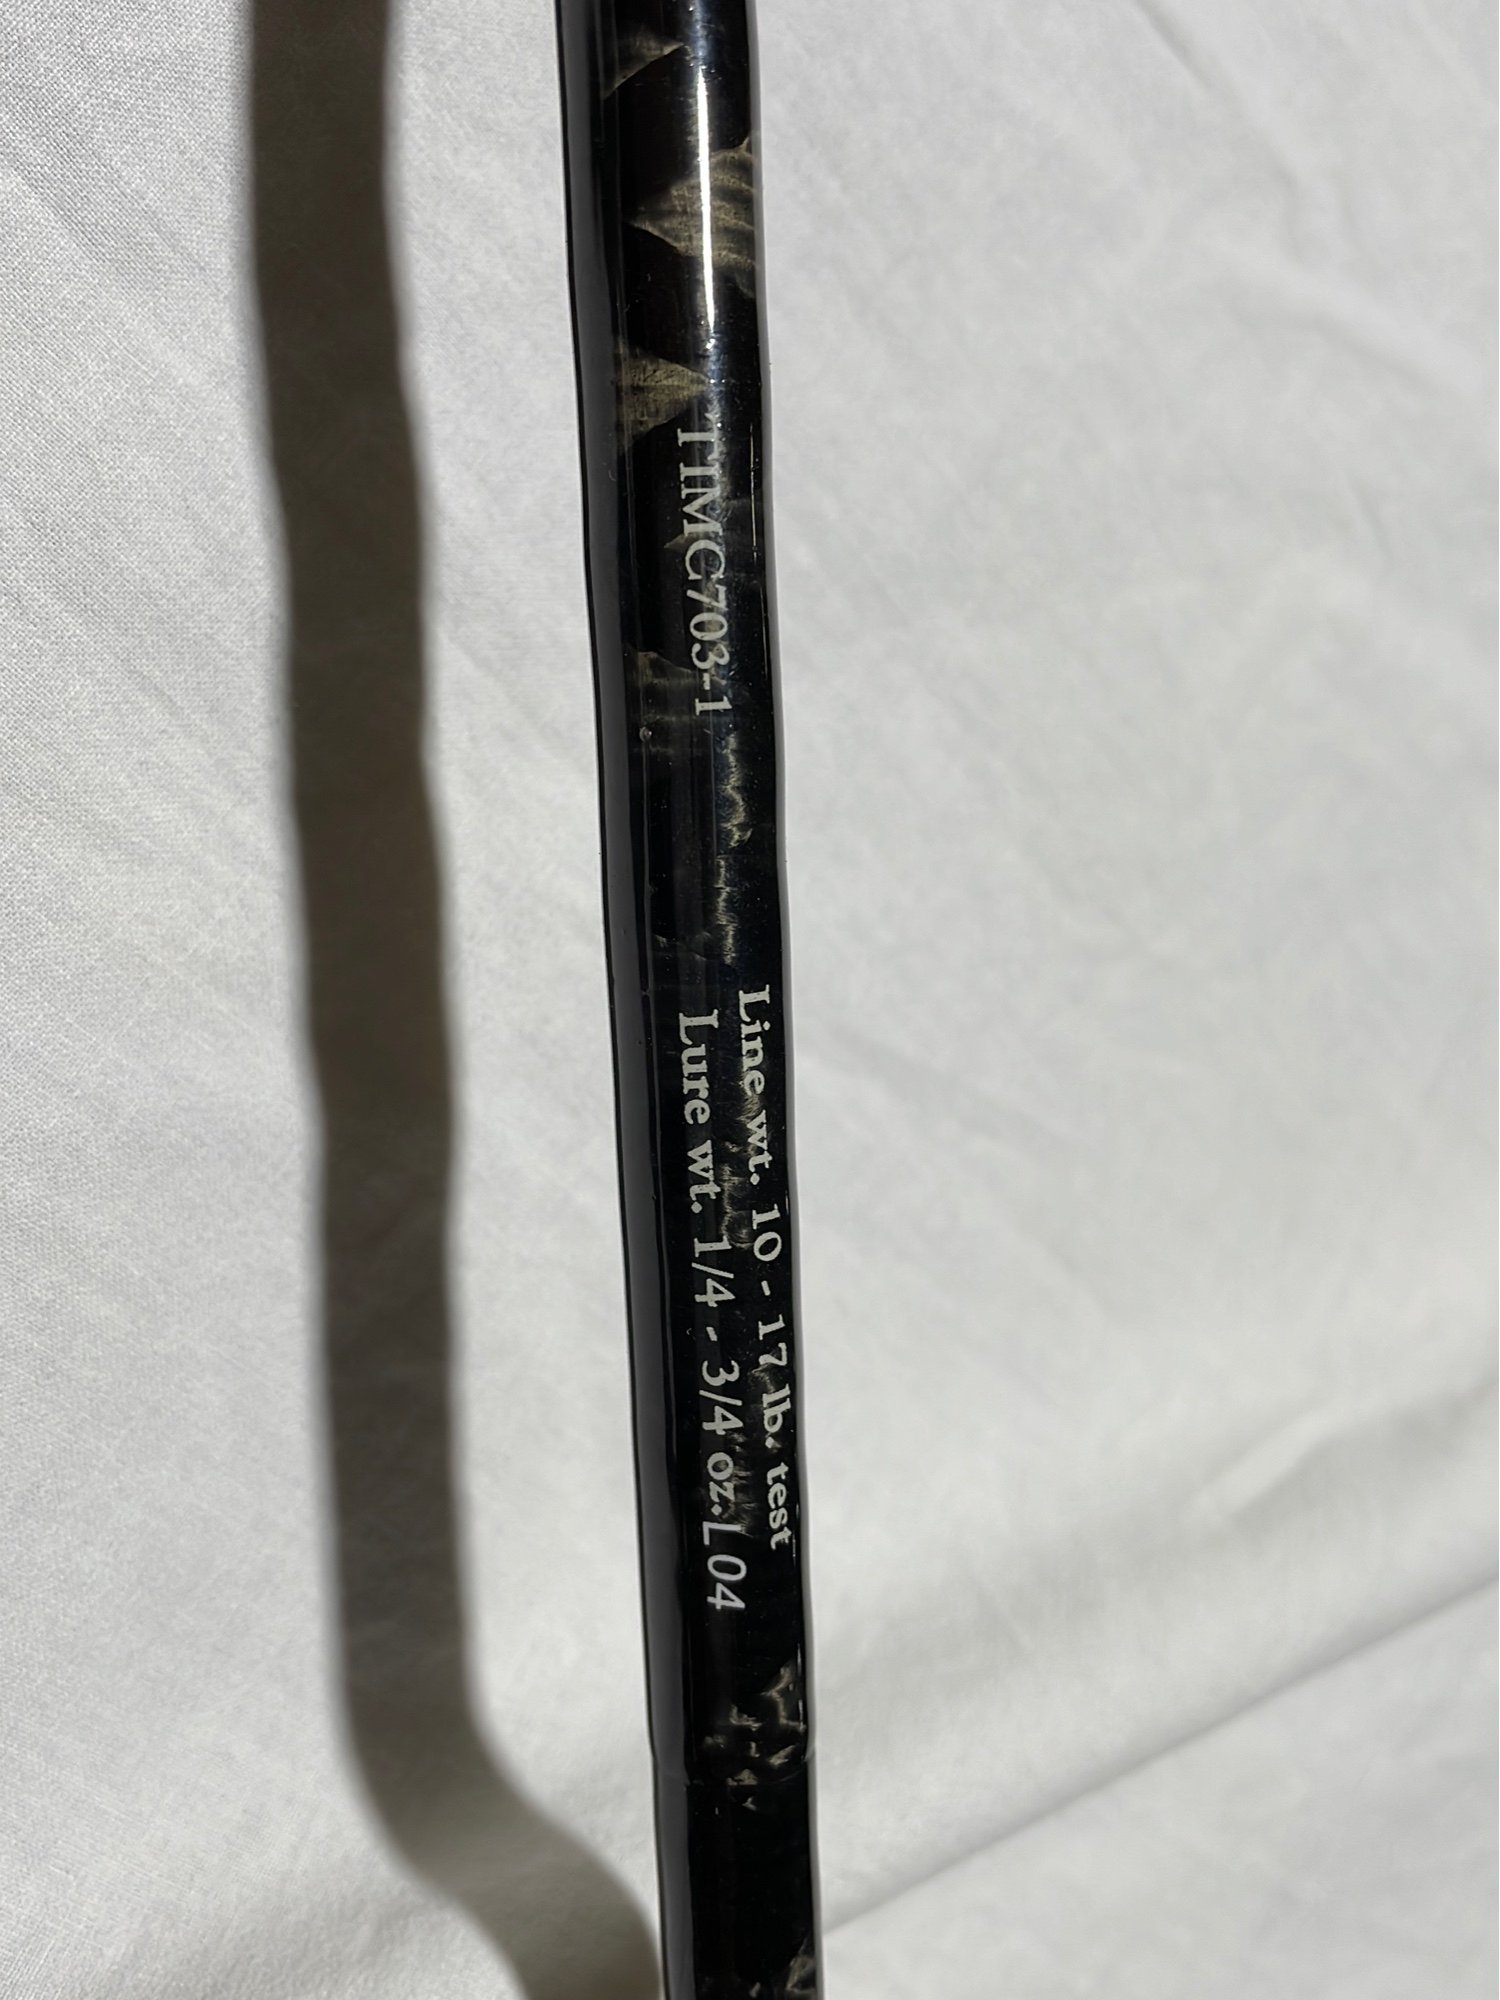 TIMC703-1
Line wt. 10 - 17 lb. test
Lure wt. 1/4 - 3/4 oz. L04